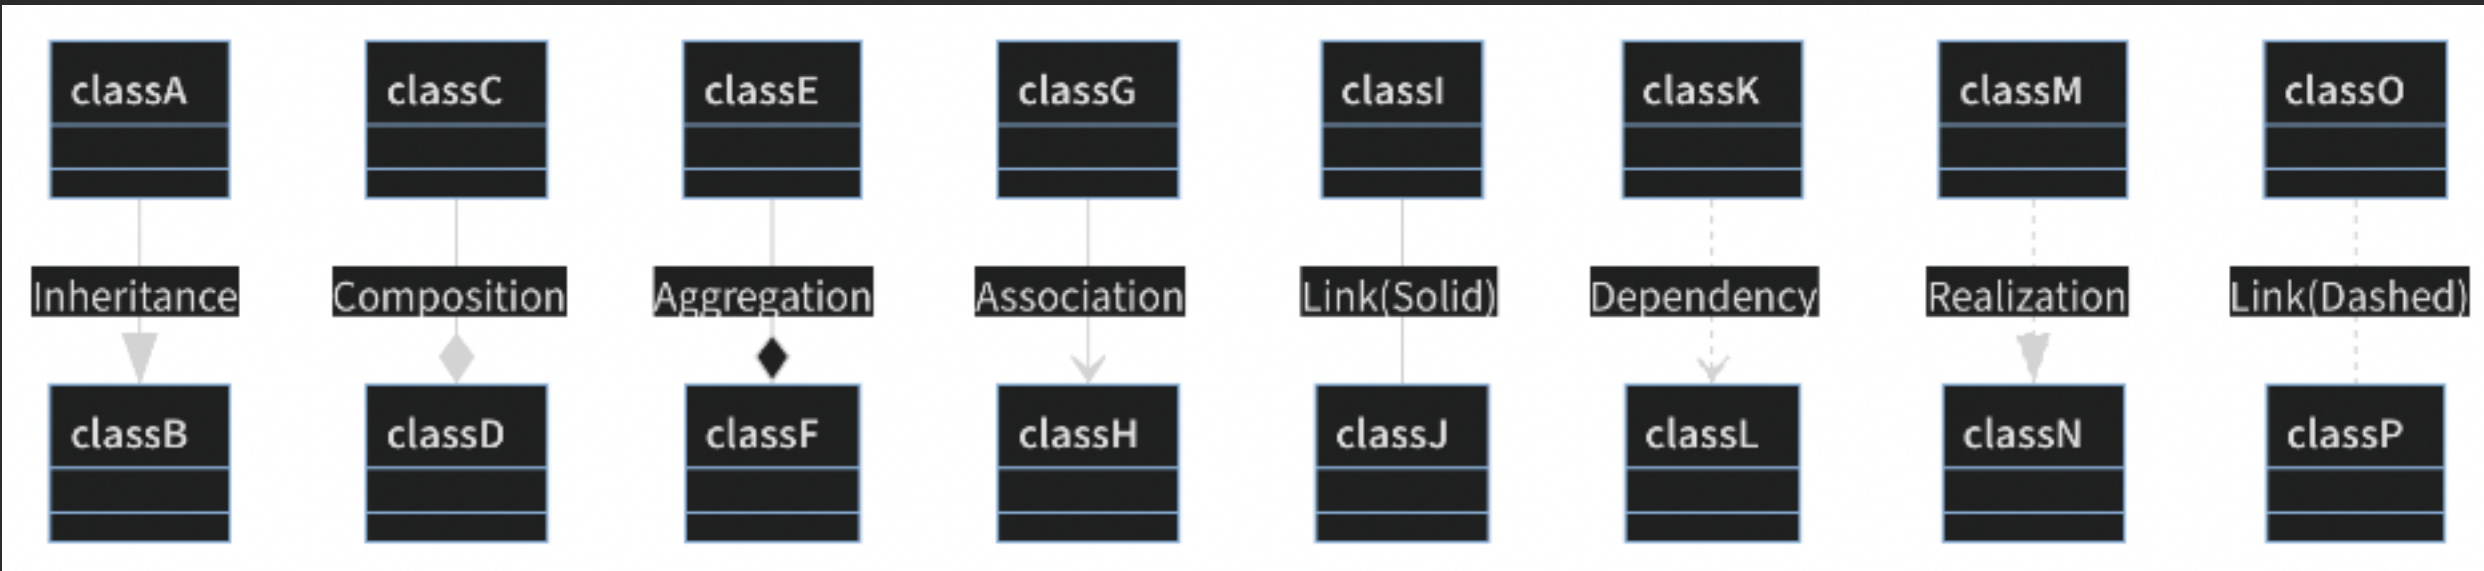 classA classC classE classG classI classK classM classO
Inheritance Composition Aggregation Association Link(Solid) Dependency Realization Link(Dashed)
classB classD classF classH classJ classL classN classP